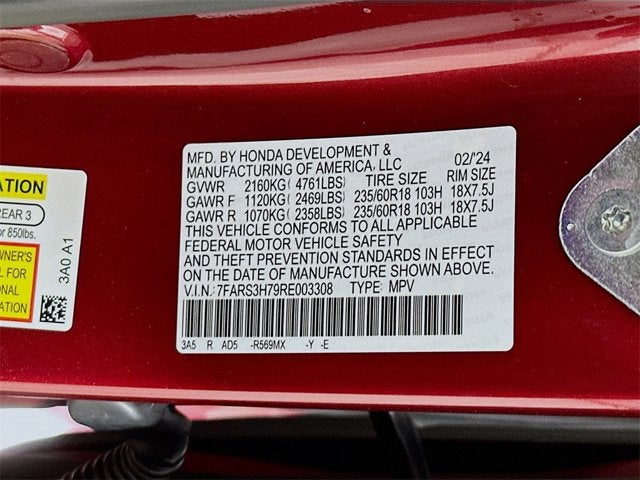 ATION
EAR 3
or 850lbs.
WNER'S
L FOR
ONAL
ATION
3A0 A1
MFD. BY HONDA DEVELOPMENT &
MANUFACTURING OF AMERICA, LLC 02/'24
GVWR 2160KG( 4761LBS) TIRE SIZE RIM SIZE
GAWR F 1120KG( 2469LBS) 235/60R18 103H 18X7.5J
GAWR R 1070KG( 2358LBS) 235/60R18 103H 18X7.5J
THIS VEHICLE CONFORMS TO ALL APPLICABLE
FEDERAL MOTOR VEHICLE SAFETY
AND THEFT PREVENTION STANDARDS IN EFFECT
ON THE DATE OF MANUFACTURE SHOWN ABOVE.
V.I.N.: 7FARS3H79RE003308 TYPE: MPV
3A5 R AD5 -R569MX -Y -E